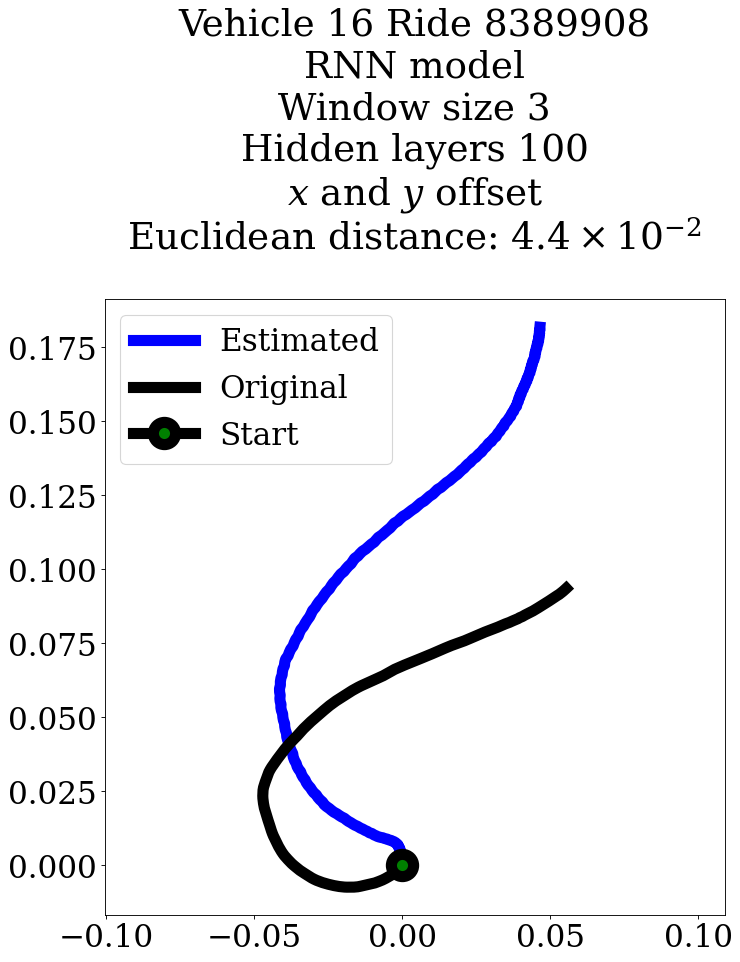 Vehicle 16 Ride 8389908
RNN model
Window size 3
Hidden layers 100
x and y offset
Euclidean distance: 4.4 × 10⁻²
Estimated
Original
Start
0.175
0.150
0.125
0.100
0.075
0.050
0.025
0.000
−0.10 −0.05 0.00 0.05 0.10